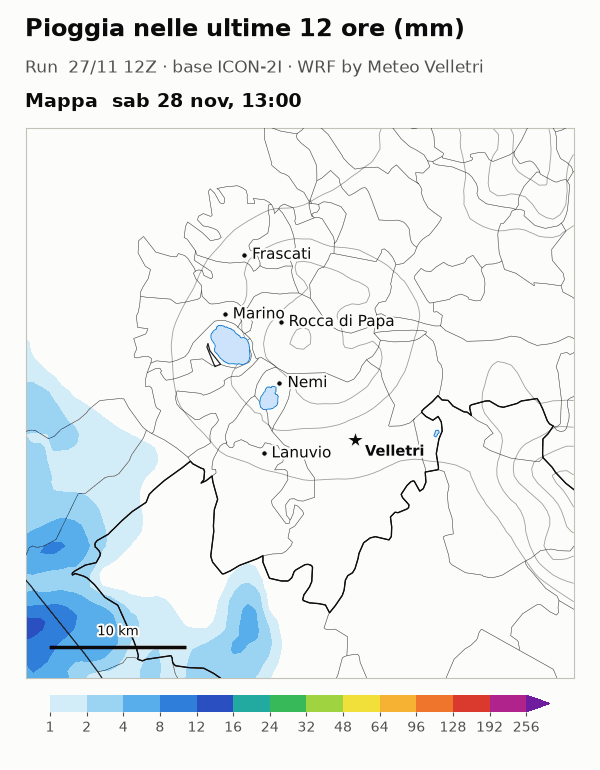 Pioggia nelle ultime 12 ore (mm)
Run  27/11 12Z · base ICON-2I · WRF by Meteo Velletri
Mappa  sab 28 nov, 13:00
Frascati
Marino
Rocca di Papa
Nemi
Velletri
Lanuvio
10 km
1 2 4 8 12 16 24 32 48 64 96 128 192 256